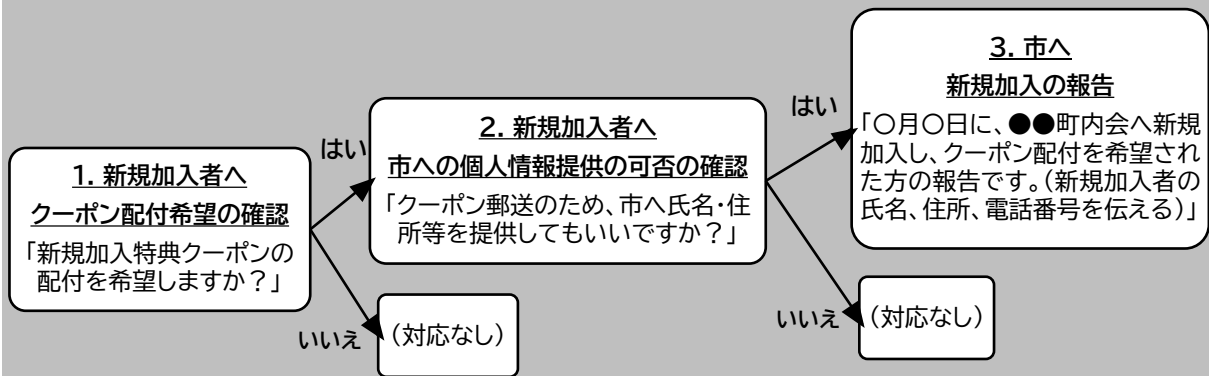 1. 新規加入者へ
クーポン配付希望の確認
「新規加入特典クーポンの
配付を希望しますか？」
はい
いいえ
2. 新規加入者へ
市への個人情報提供の可否の確認
「クーポン郵送のため、市へ氏名・住
所等を提供してもいいですか？」
(対応なし)
はい
いいえ
3. 市へ
新規加入の報告
「〇月〇日に、●●町内会へ新規
加入し、クーポン配付を希望され
た方の報告です。(新規加入者の
氏名、住所、電話番号を伝える)」
(対応なし)